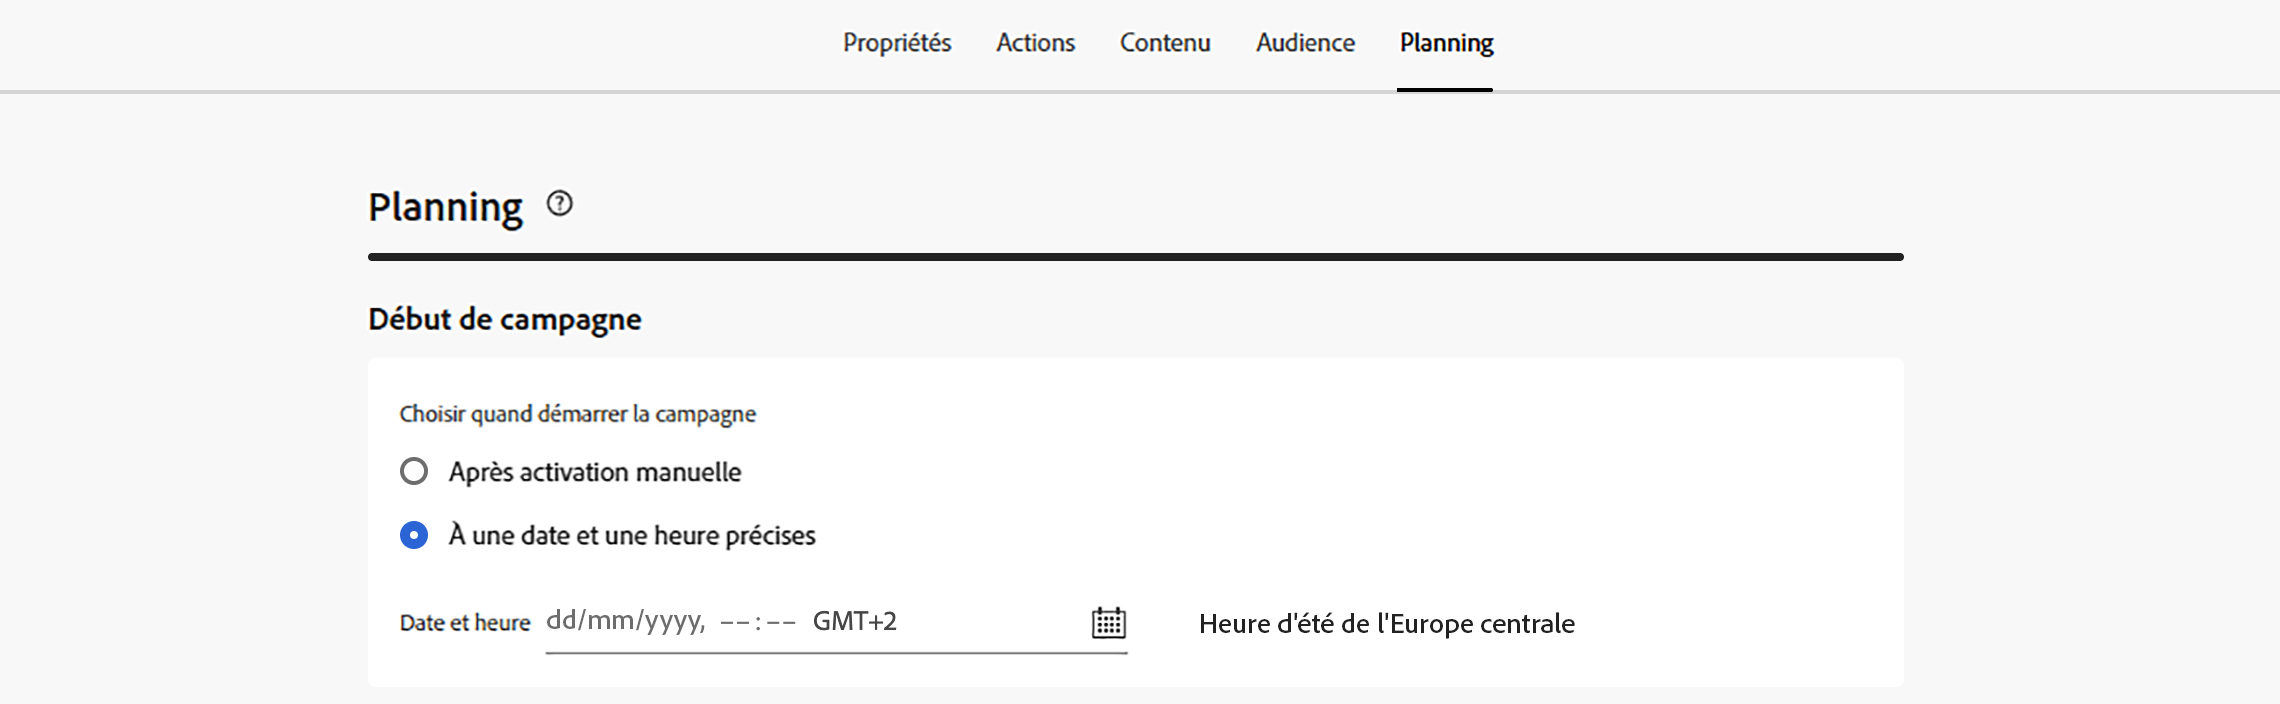 Propriétés Actions Contenu Audience Planning
Planning ?
Début de campagne
Choisir quand démarrer la campagne
Après activation manuelle
À une date et une heure précises
Date et heure dd/mm/yyyy, --:-- GMT+2 Heure d'été de l'Europe centrale